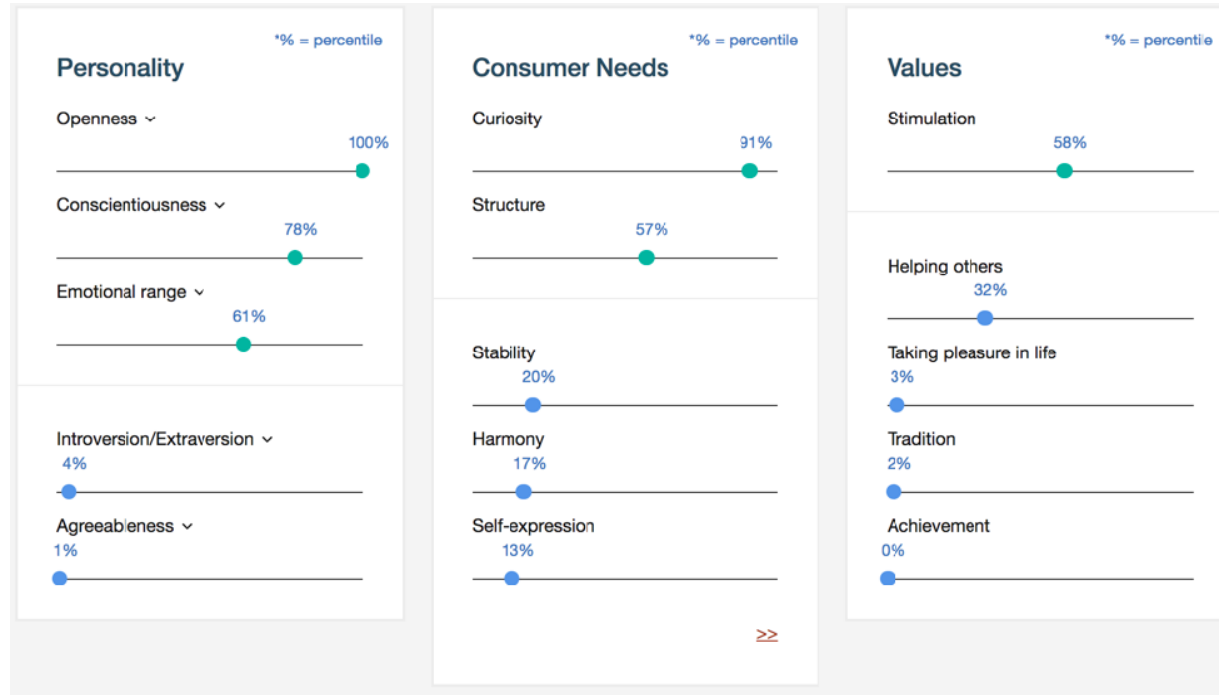 *% = percentile
Personality
Openness
100%
Conscientiousness
78%
Emotional range
61%
Introversion/Extraversion
4%
Agreeableness
1%
*% = percentile
Consumer Needs
Curiosity
91%
Structure
57%
Stability
20%
Harmony
17%
Self-expression
13%
>>
*% = percentile
Values
Stimulation
58%
Helping others
32%
Taking pleasure in life
3%
Tradition
2%
Achievement
0%